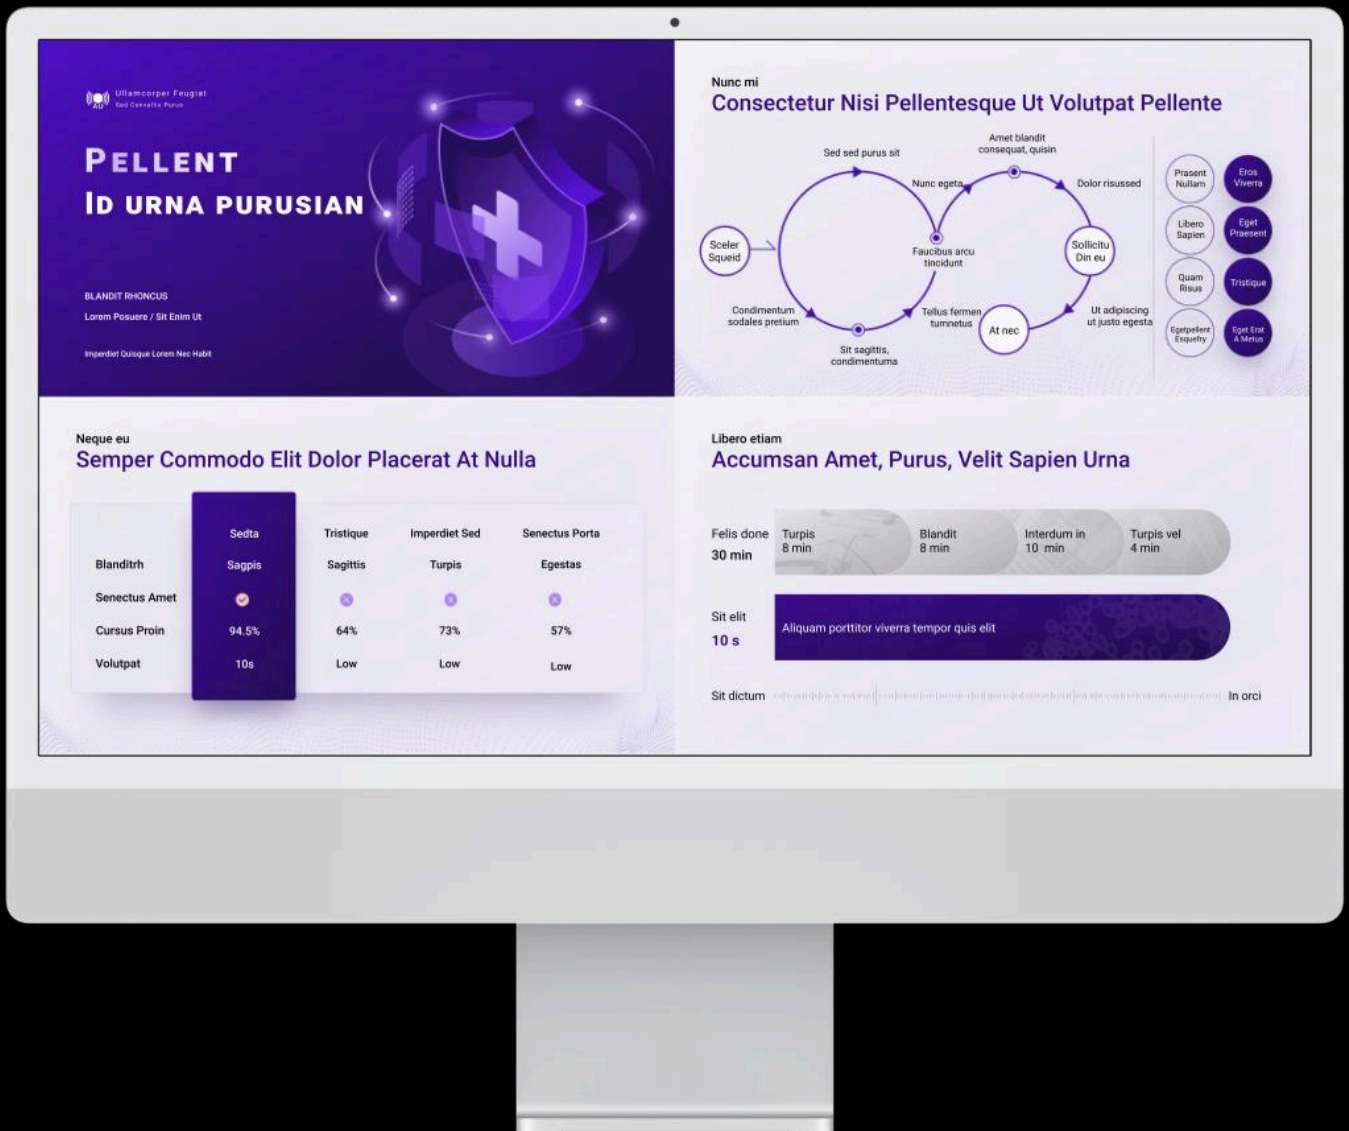 AU
Ullamcorper Feugiat
Sed Convallis Purus
PELLENT
ID URNA PURUSIAN
BLANDIT RHONCUS
Lorem Posuere / Sit Enim Ut
Imperdiet Quisque Lorem Nec Habit
Nunc mi
Consectetur Nisi Pellentesque Ut Volutpat Pellente
Sceler
Squeid
Sed sed purus sit
Nunc egeta
Amet blandit
consequat, quisin
Dolor risussed
Faucibus arcu
tincidunt
Sollicitu
Din eu
Condimentum
sodales pretium
Sit sagittis,
condimentuma
Tellus fermen
tumnetus
At nec
Ut adipiscing
ut justo egesta
Prasent
Nullam
Eros
Viverra
Libero
Sapien
Eget
Praesent
Quam
Risus
Tristique
Egetpellent
Esquefry
Eget Erat
A Metus
Neque eu
Semper Commodo Elit Dolor Placerat At Nulla
Sedta Tristique Imperdiet Sed Senectus Porta
Blanditrh Sagpis Sagittis Turpis Egestas
Senectus Amet
Cursus Proin 94.5% 64% 73% 57%
Volutpat 10s Low Low Low
Libero etiam
Accumsan Amet, Purus, Velit Sapien Urna
Felis done
30 min
Turpis
8 min
Blandit
8 min
Interdum in
10 min
Turpis vel
4 min
Sit elit
10 s
Aliquam porttitor viverra tempor quis elit
Sit dictum
In orci